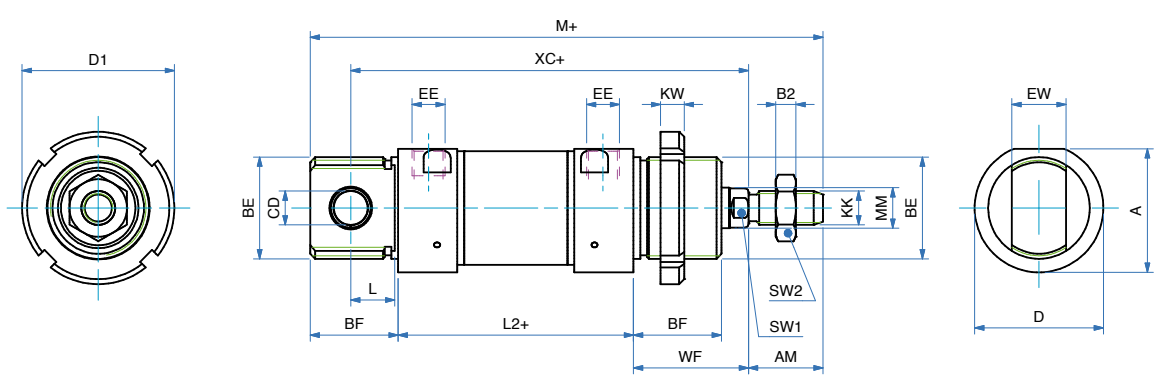 M+
D1
XC+
EE
EE
KW
B2
EW
BE
CD
KK
MM
BE
A
L
SW2
D
BF
L2+
BF
SW1
WF
AM